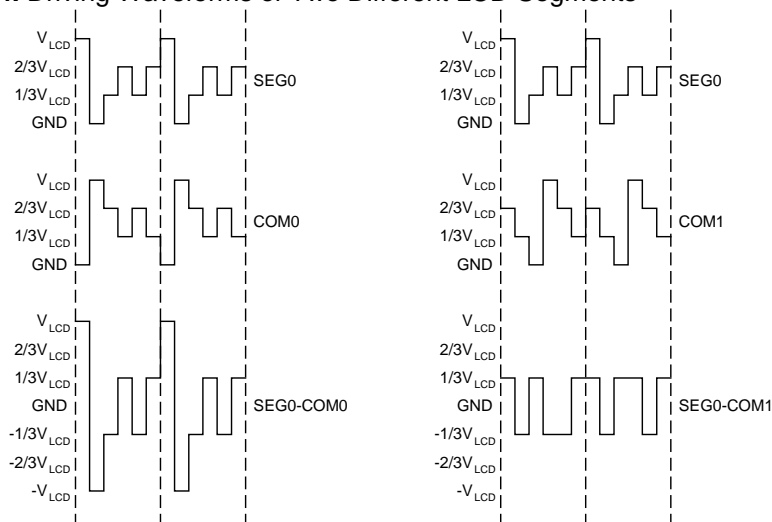 Driving Waveforms of Two Different LCD Segments
VLCD
2/3VLCD
1/3VLCD
GND
SEG0
VLCD
2/3VLCD
1/3VLCD
GND
COM0
VLCD
2/3VLCD
1/3VLCD
GND
-1/3VLCD
-2/3VLCD
-VLCD
SEG0-COM0
VLCD
2/3VLCD
1/3VLCD
GND
SEG0
VLCD
2/3VLCD
1/3VLCD
GND
COM1
VLCD
2/3VLCD
1/3VLCD
GND
-1/3VLCD
-2/3VLCD
-VLCD
SEG0-COM1